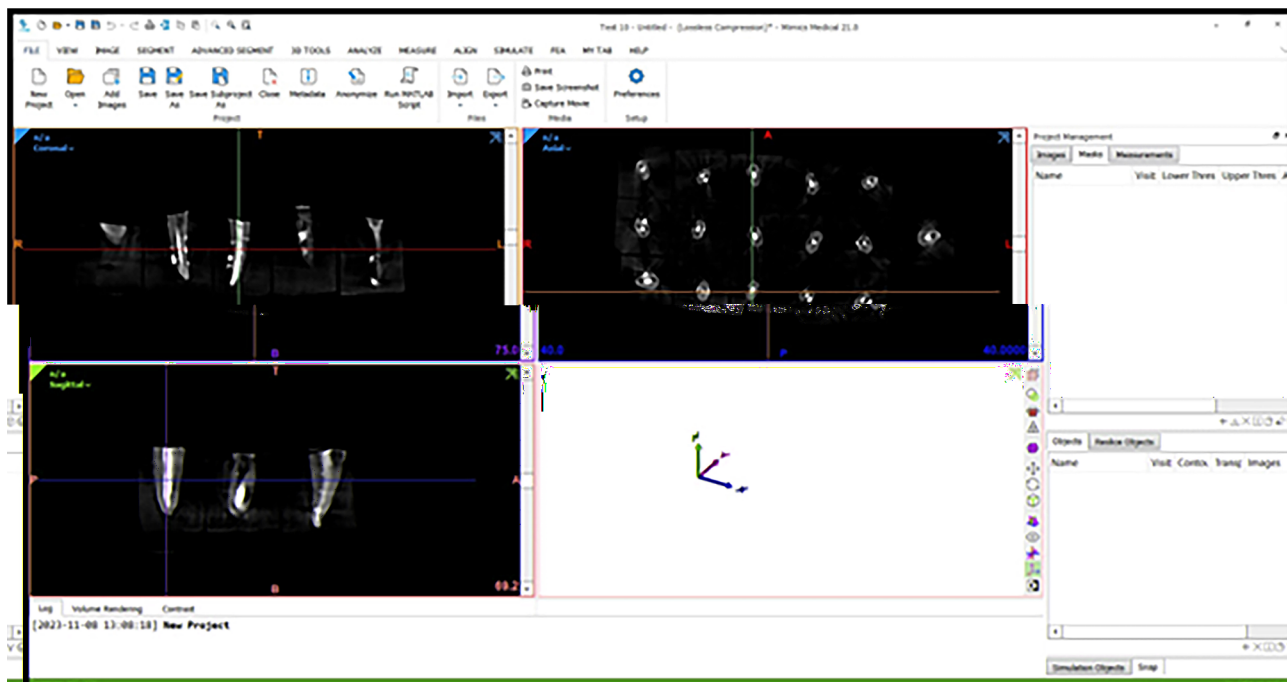 Test 10 - Untitled - (Lossless Compression)* - Mimics Medical 21.0
FILE VIEW IMAGE SEGMENT ADVANCED SEGMENT 3D TOOLS ANALYZE MEASURE ALIGN SIMULATE FEA MY TAB HELP
New Project
Open
Add Images
Save
Save As
Save Subproject As
Close
Metadata
Anonymize
Run MATLAB Script
Import
Export
Print
Save Screenshot
Capture Movie
Preferences
Project Files Media Setup
n/a
Coronal
T
R
L
B
75.0
n/a
Axial
A
R
L
P
40.0
40.0000
Project Management
Images Masks Measurements
Name Visit Lower Thres Upper Thres A
n/a
Sagittal
T
P
A
B
69.2
Objects Reslice Objects
Name Visit Contou Transp Images
Log Volume Rendering Contrast
[2023-11-08 13:08:18] New Project
Simulation Objects Snap